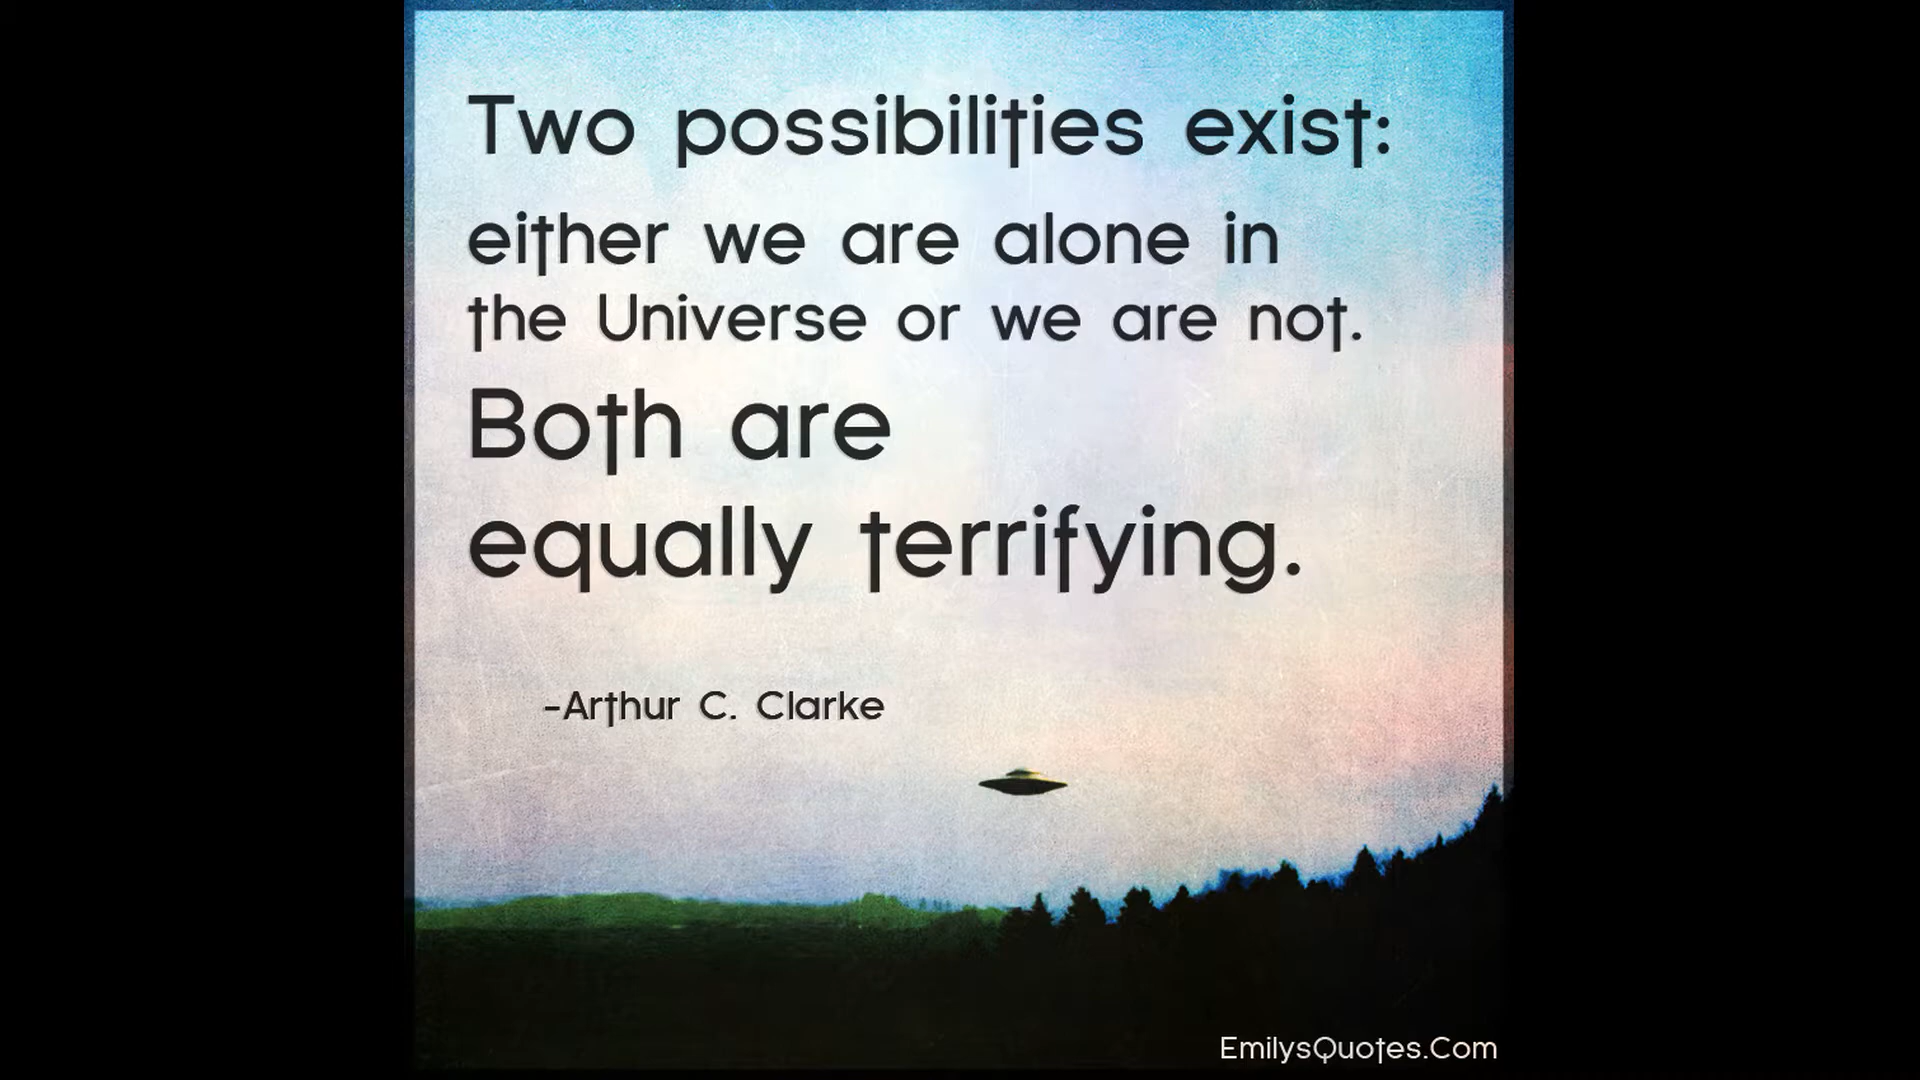 Two possibilities exist:
either we are alone in
the Universe or we are not.
Both are
equally terrifying.
-Arthur C. Clarke
EmilysQuotes.Com